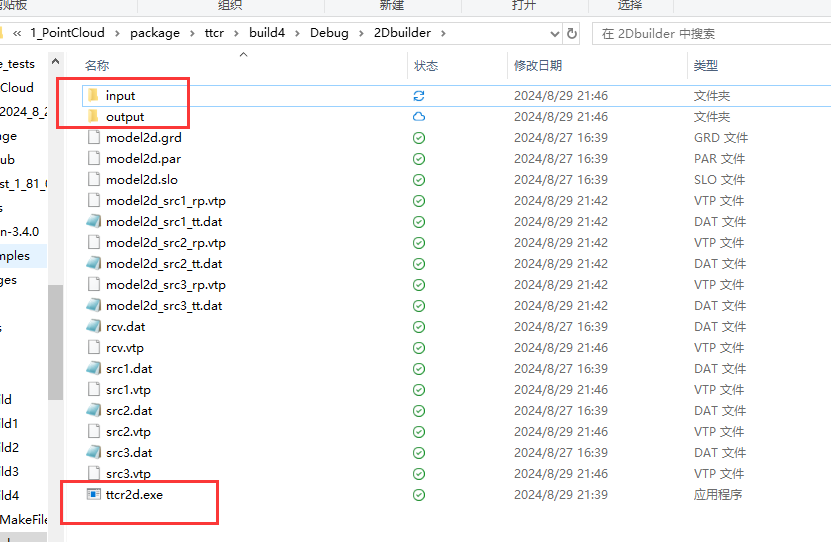 剪贴板 组织 新建 打开 选择
« 1_PointCloud › package › ttcr › build4 › Debug › 2Dbuilder › 在 2Dbuilder 中搜索
名称 状态 修改日期 类型
input 2024/8/29 21:46 文件夹
output 2024/8/29 21:46 文件夹
model2d.grd 2024/8/27 16:39 GRD 文件
model2d.par 2024/8/27 16:39 PAR 文件
model2d.slo 2024/8/27 16:39 SLO 文件
model2d_src1_rp.vtp 2024/8/29 21:42 VTP 文件
model2d_src1_tt.dat 2024/8/29 21:42 DAT 文件
model2d_src2_rp.vtp 2024/8/29 21:42 VTP 文件
model2d_src2_tt.dat 2024/8/29 21:42 DAT 文件
model2d_src3_rp.vtp 2024/8/29 21:42 VTP 文件
model2d_src3_tt.dat 2024/8/29 21:42 DAT 文件
rcv.dat 2024/8/27 16:39 DAT 文件
rcv.vtp 2024/8/29 21:46 VTP 文件
src1.dat 2024/8/27 16:39 DAT 文件
src1.vtp 2024/8/29 21:46 VTP 文件
src2.dat 2024/8/27 16:39 DAT 文件
src2.vtp 2024/8/29 21:46 VTP 文件
src3.dat 2024/8/27 16:39 DAT 文件
src3.vtp 2024/8/29 21:46 VTP 文件
ttcr2d.exe 2024/8/29 21:39 应用程序
e_tests
Cloud
2024_8_2
ge
ub
st_1_81_0
s
n-3.4.0
mples
ges
s
ld
ld1
ld2
ld3
ld4
MakeFile